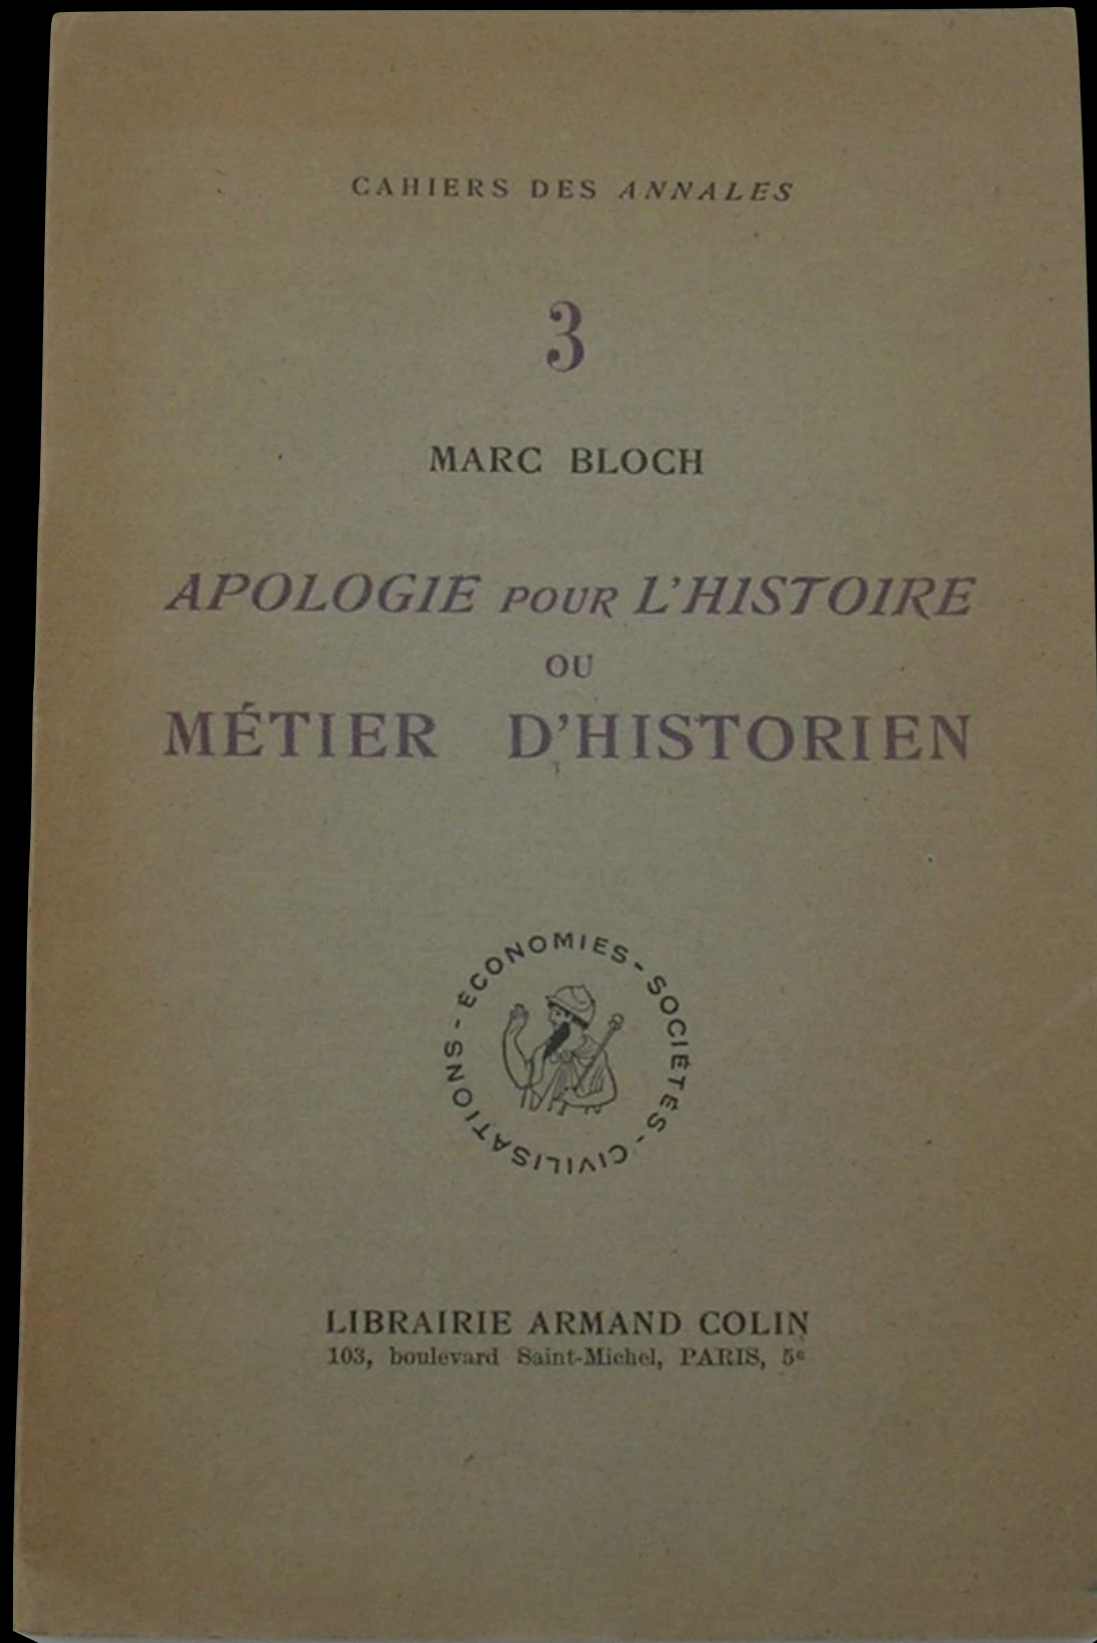 CAHIERS DES ANNALES
3
MARC BLOCH
APOLOGIE POUR L'HISTOIRE
OU
MÉTIER D'HISTORIEN
ÉCONOMIES - SOCIÉTÉS - CIVILISATIONS -
LIBRAIRIE ARMAND COLIN
103, boulevard Saint-Michel, PARIS, 5e